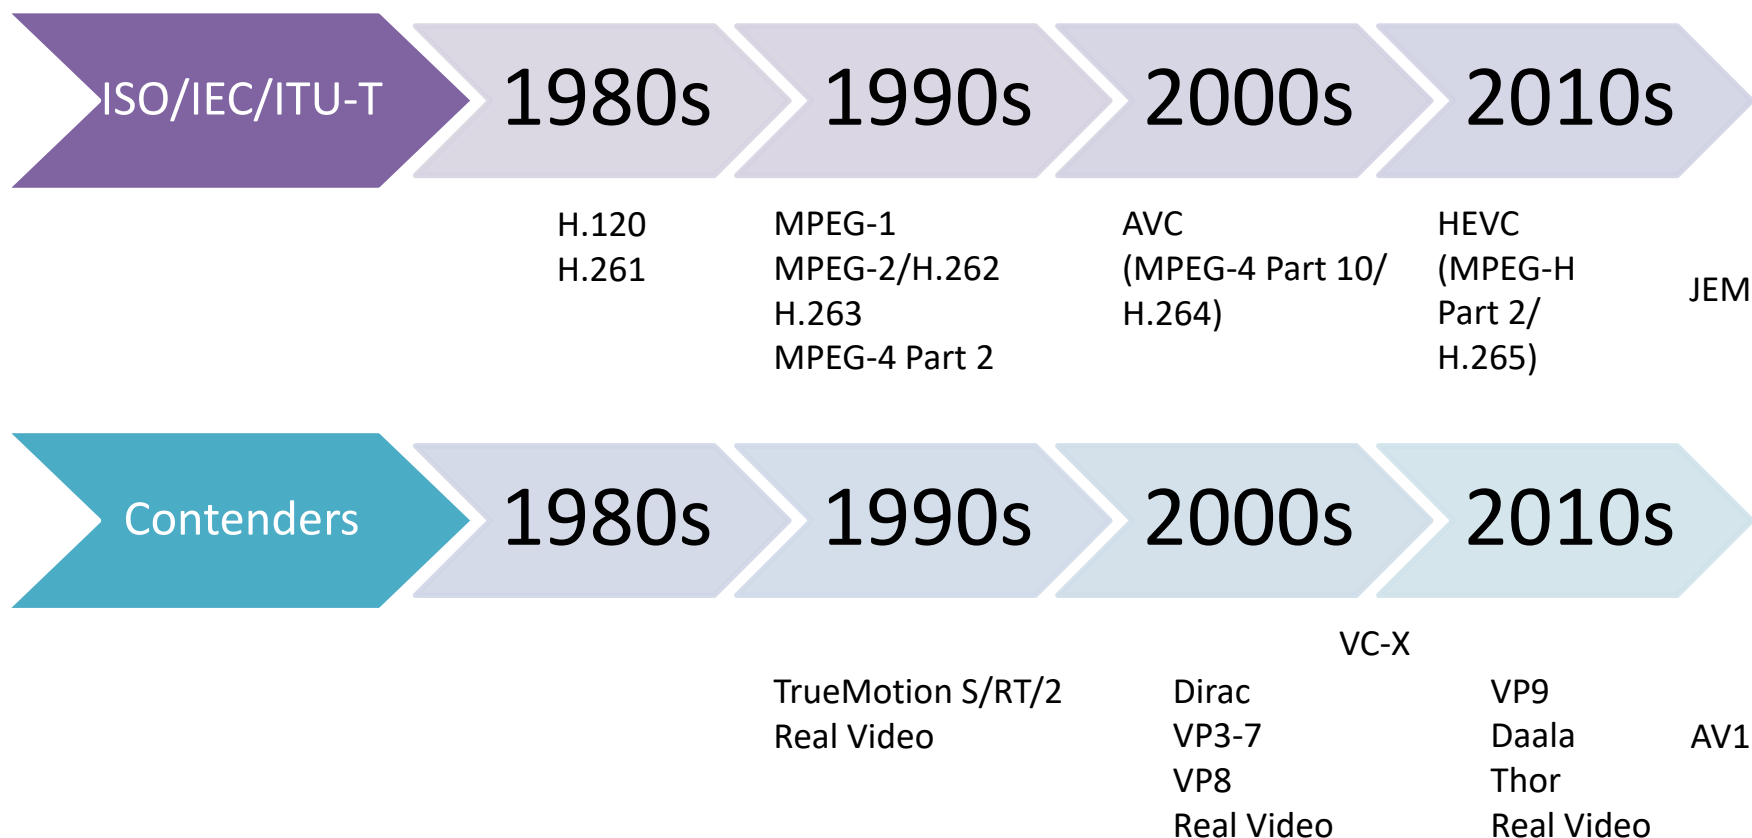 ISO/IEC/ITU-T
1980s
1990s
2000s
2010s
H.120
H.261
MPEG-1
MPEG-2/H.262
H.263
MPEG-4 Part 2
AVC
(MPEG-4 Part 10/
H.264)
HEVC
(MPEG-H
Part 2/
H.265)
JEM
Contenders
1980s
1990s
2000s
2010s
VC-X
TrueMotion S/RT/2
Real Video
Dirac
VP3-7
VP8
Real Video
VP9
Daala
Thor
Real Video
AV1